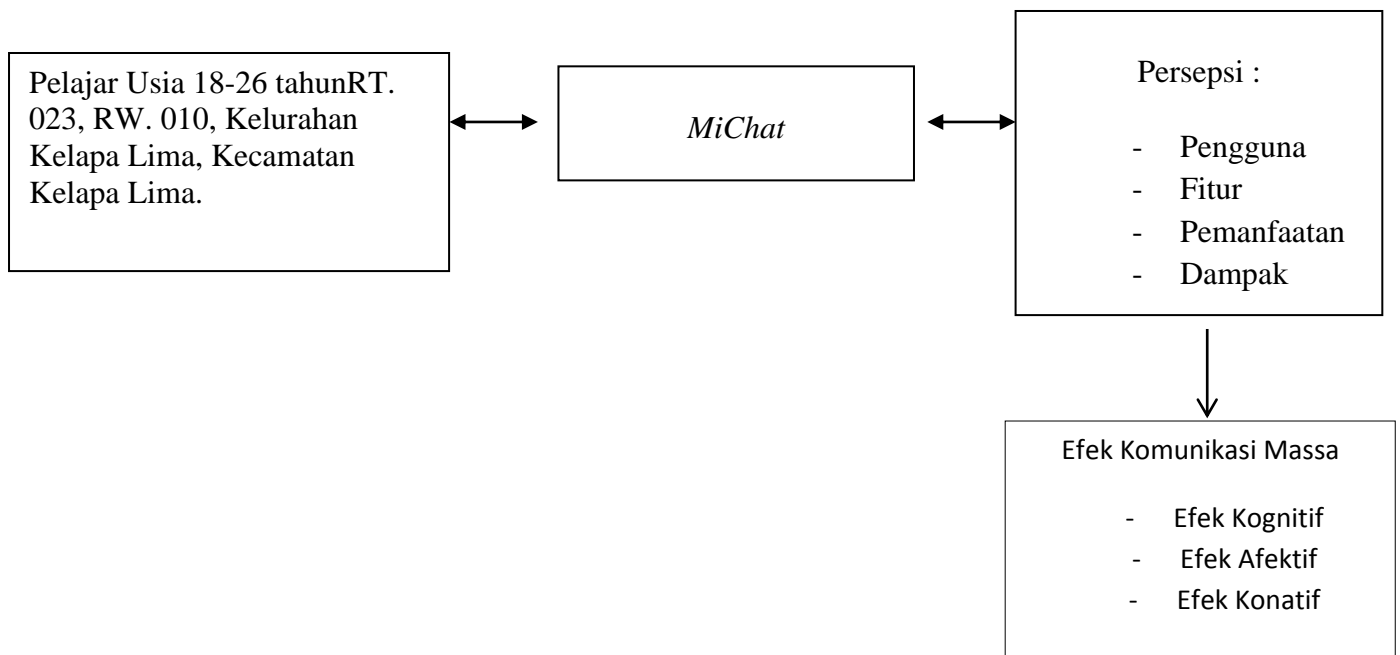 Pelajar Usia 18-26 tahunRT.
023, RW. 010, Kelurahan
Kelapa Lima, Kecamatan
Kelapa Lima.
MiChat
Persepsi :
- Pengguna
- Fitur
- Pemanfaatan
- Dampak
Efek Komunikasi Massa
- Efek Kognitif
- Efek Afektif
- Efek Konatif